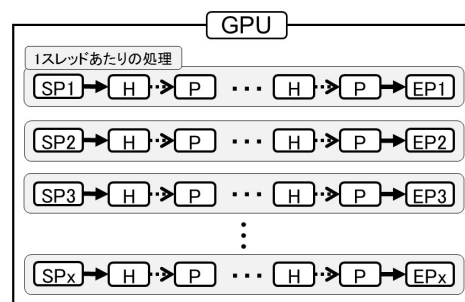 GPU
1スレッドあたりの処理
SP1 H P ··· H P EP1
SP2 H P ··· H P EP2
SP3 H P ··· H P EP3
⋮
SPx H P ··· H P EPx